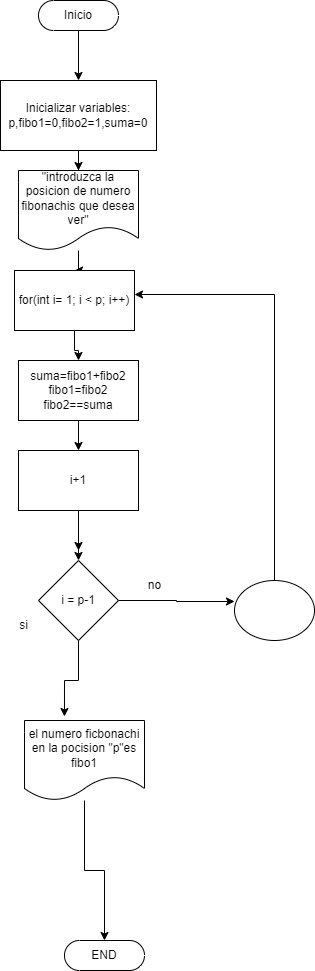 Inicio
Inicializar variables:
p,fibo1=0,fibo2=1,suma=0
"introduzca la
posicion de numero
fibonachis que desea
ver"
for(int i= 1; i < p; i++)
suma=fibo1+fibo2
fibo1=fibo2
fibo2==suma
i+1
i = p-1
no
si
el numero ficbonachi
en la pocision "p"es
fibo1
END